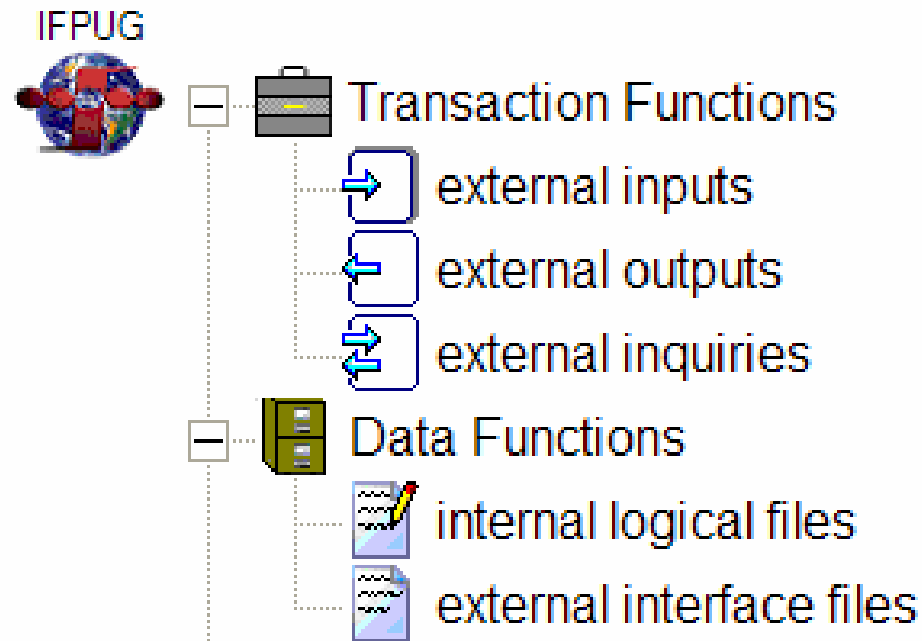 IFPUG
Transaction Functions
external inputs
external outputs
external inquiries
Data Functions
internal logical files
external interface files